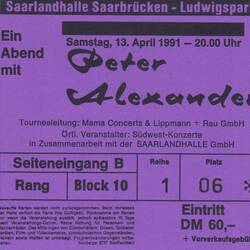 Saarlandhalle Saarbrücken - Ludwigspar
Ein
Abend
mit
Samstag, 13. April 1991 – 20.00 Uhr
Peter
Alexander
Tourneeleitung: Mama Concerts & Lippmann + Rau GmbH
Örtl. Veranstalter: Südwest-Konzerte
in Zusammenarbeit mit der SAARLANDHALLE GmbH
Seiteneingang B
Reihe
Platz
Rang
Block 10
1
06
*
Eintritt
DM 60,–
+ Vorverkaufsgebühr